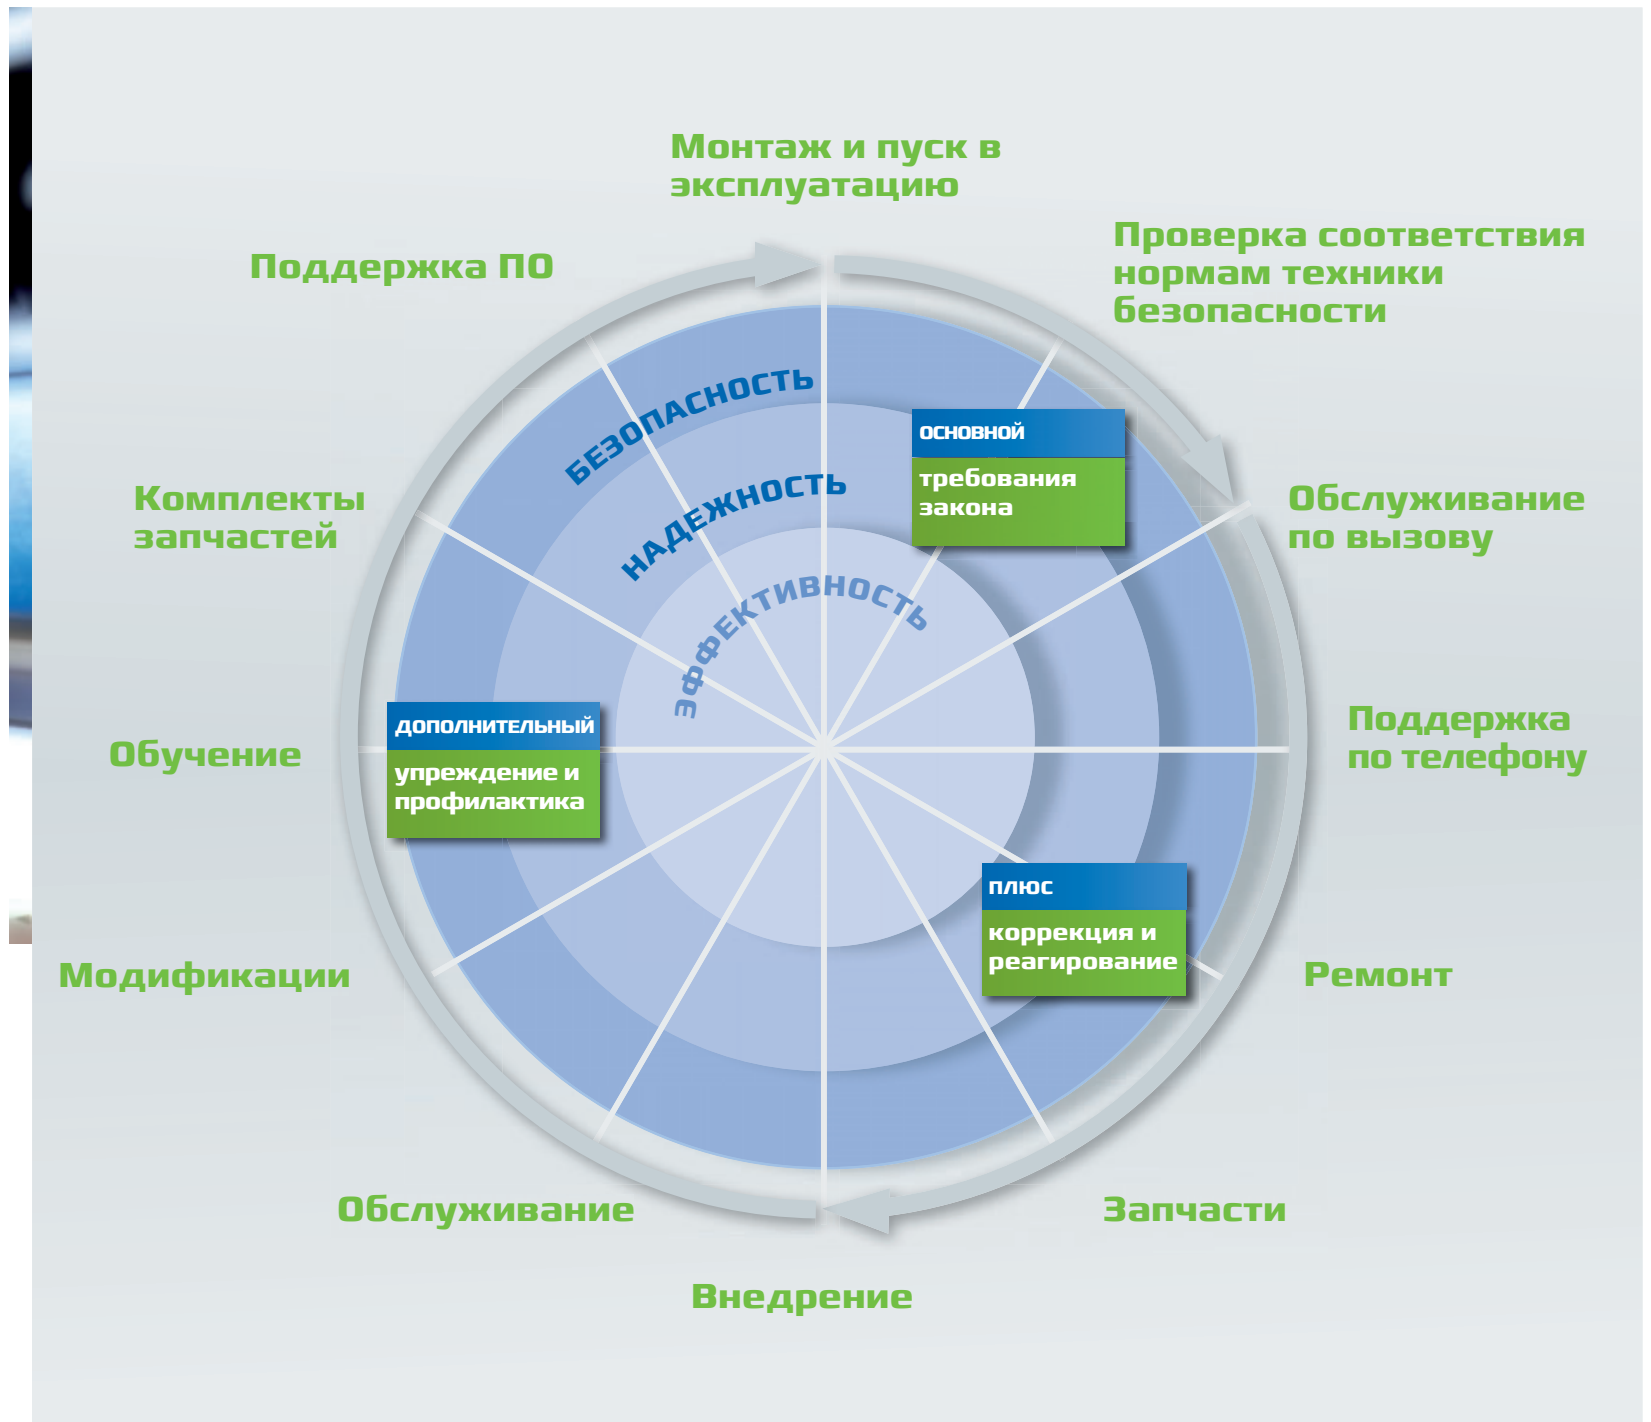 Монтаж и пуск в
эксплуатацию
Проверка соответствия
нормам техники
безопасности
Поддержка ПО
БЕЗОПАСНОСТЬ
НАДЕЖНОСТЬ
ЭФФЕКТИВНОСТЬ
ОСНОВНОЙ
требования
закона
Комплекты
запчастей
Обслуживание
по вызову
ДОПОЛНИТЕЛЬНЫЙ
упреждение и
профилактика
Обучение
Поддержка
по телефону
ПЛЮС
коррекция и
реагирование
Модификации
Ремонт
Обслуживание
Запчасти
Внедрение